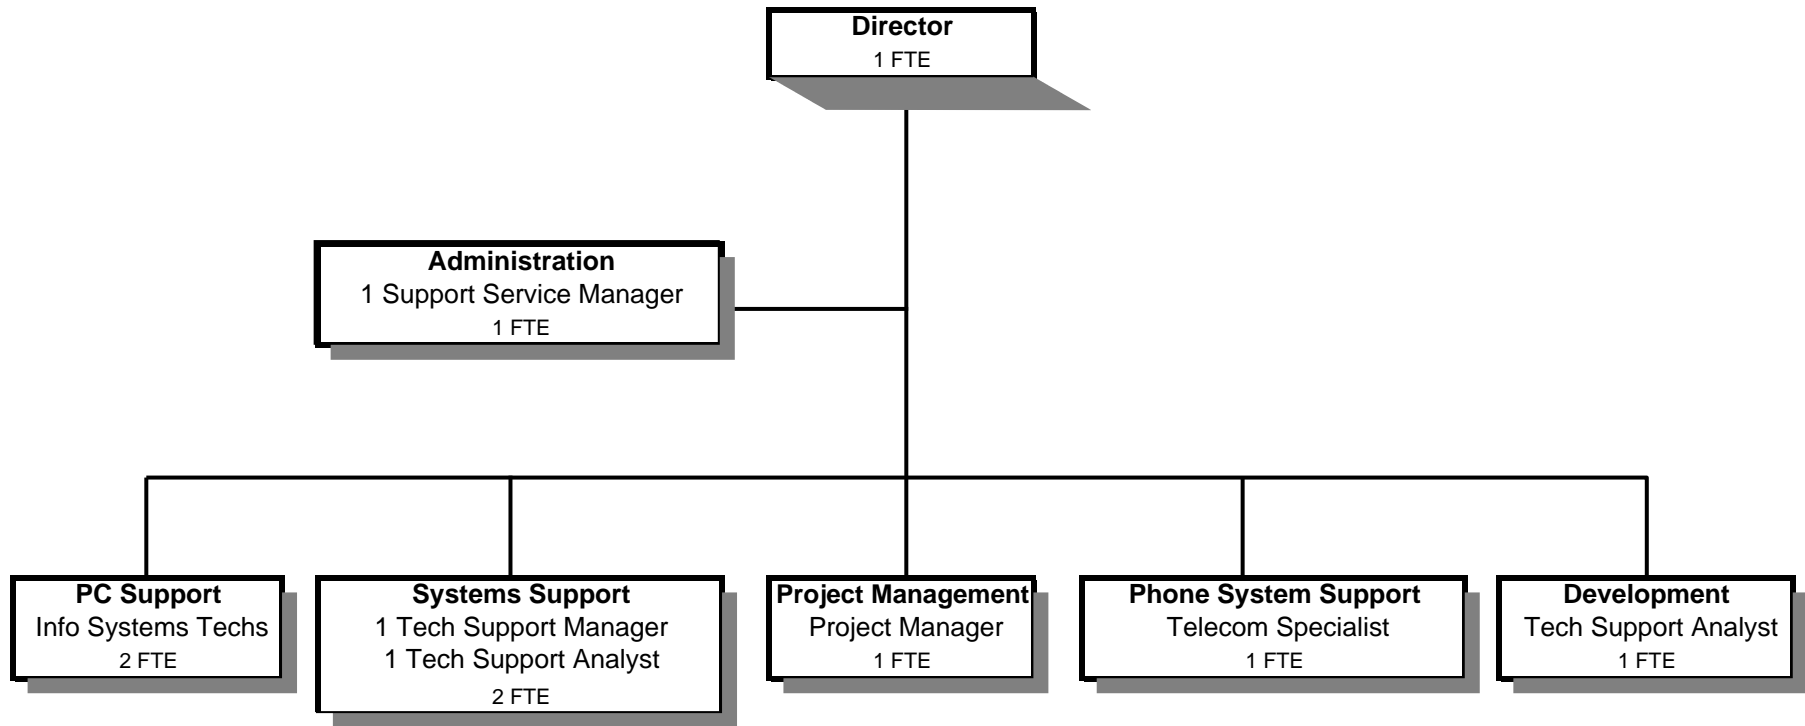 Director
1 FTE
Administration
1 Support Service Manager
1 FTE
PC Support
Info Systems Techs
2 FTE
Systems Support
1 Tech Support Manager
1 Tech Support Analyst
2 FTE
Project Management
Project Manager
1 FTE
Phone System Support
Telecom Specialist
1 FTE
Development
Tech Support Analyst
1 FTE